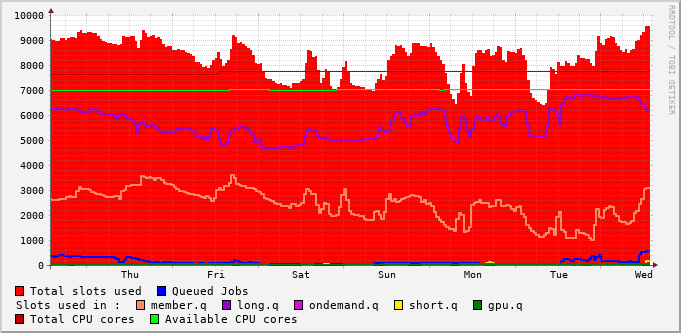 10000
9000
8000
7000
6000
5000
4000
3000
2000
1000
0
Thu Fri Sat Sun Mon Tue Wed
Total slots used Queued Jobs
Slots used in : member.q long.q ondemand.q short.q gpu.q
Total CPU cores Available CPU cores
RRDTOOL / TOBI OETIKER